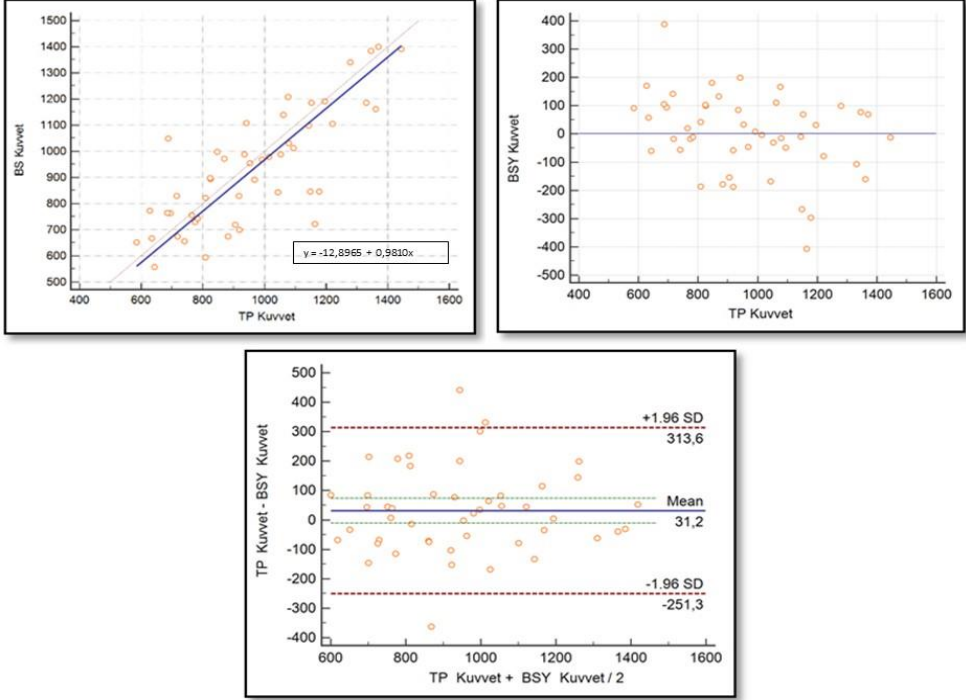 1500
1400
1300
1200
1100
1000
900
800
700
600
500
BS Kuvvet
y = -12,8965 + 0,9810x
400 600 800 1000 1200 1400 1600
TP Kuvvet
400
300
200
100
0
-100
-200
-300
-400
-500
BSY Kuvvet
400 600 800 1000 1200 1400 1600
TP Kuvvet
500
400
300
200
100
0
-100
-200
-300
-400
TP Kuvvet - BSY Kuvvet
+1.96 SD
313,6
Mean
31,2
-1.96 SD
-251,3
600 800 1000 1200 1400 1600
TP Kuvvet + BSY Kuvvet / 2